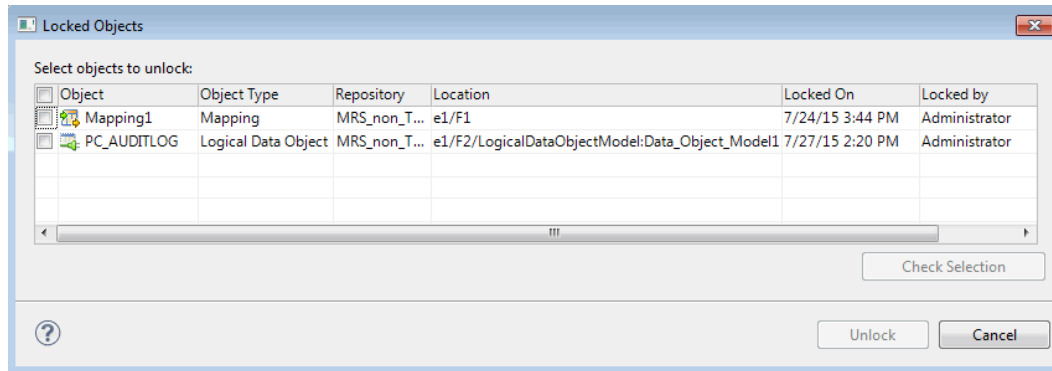 Locked Objects
Select objects to unlock:
Object Object Type Repository Location Locked On Locked by
Mapping1 Mapping MRS_non_T... e1/F1 7/24/15 3:44 PM Administrator
PC_AUDITLOG Logical Data Object MRS_non_T... e1/F2/LogicalDataObjectModel:Data_Object_Model1 7/27/15 2:20 PM Administrator
Check Selection
Unlock Cancel